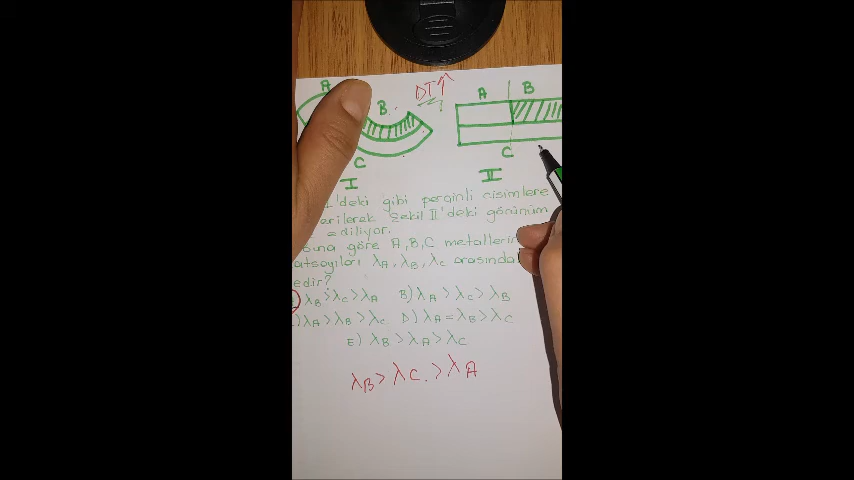 A B DT↑ A B
C C
I II
I'deki gibi perçinli cisimlere
verilerek Şekil II'deki görünüm
ediliyor.
göre A, B, C metallerin
λA, λB, λC arasında
λB > λC > λA B) λA > λC > λB
λA > λB > λC D) λA = λB > λC
E) λB > λA > λC
λB > λC > λA